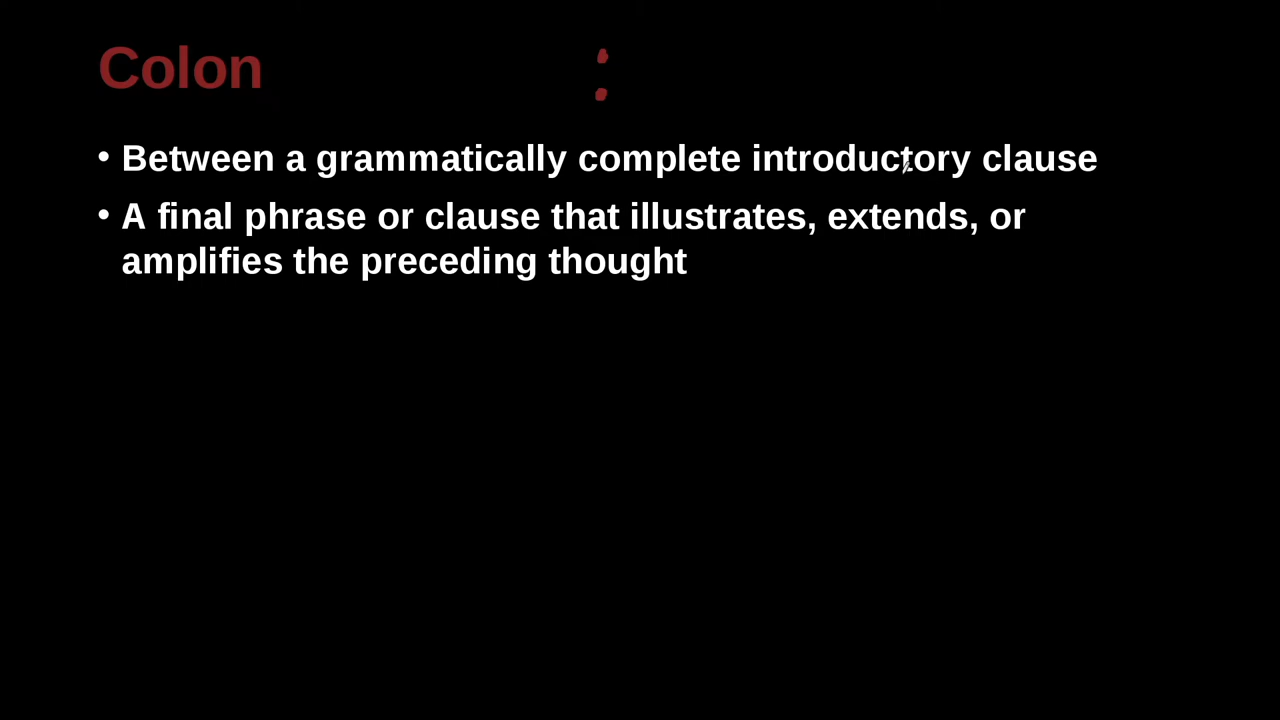 Colon :
• Between a grammatically complete introductory clause
• A final phrase or clause that illustrates, extends, or
amplifies the preceding thought